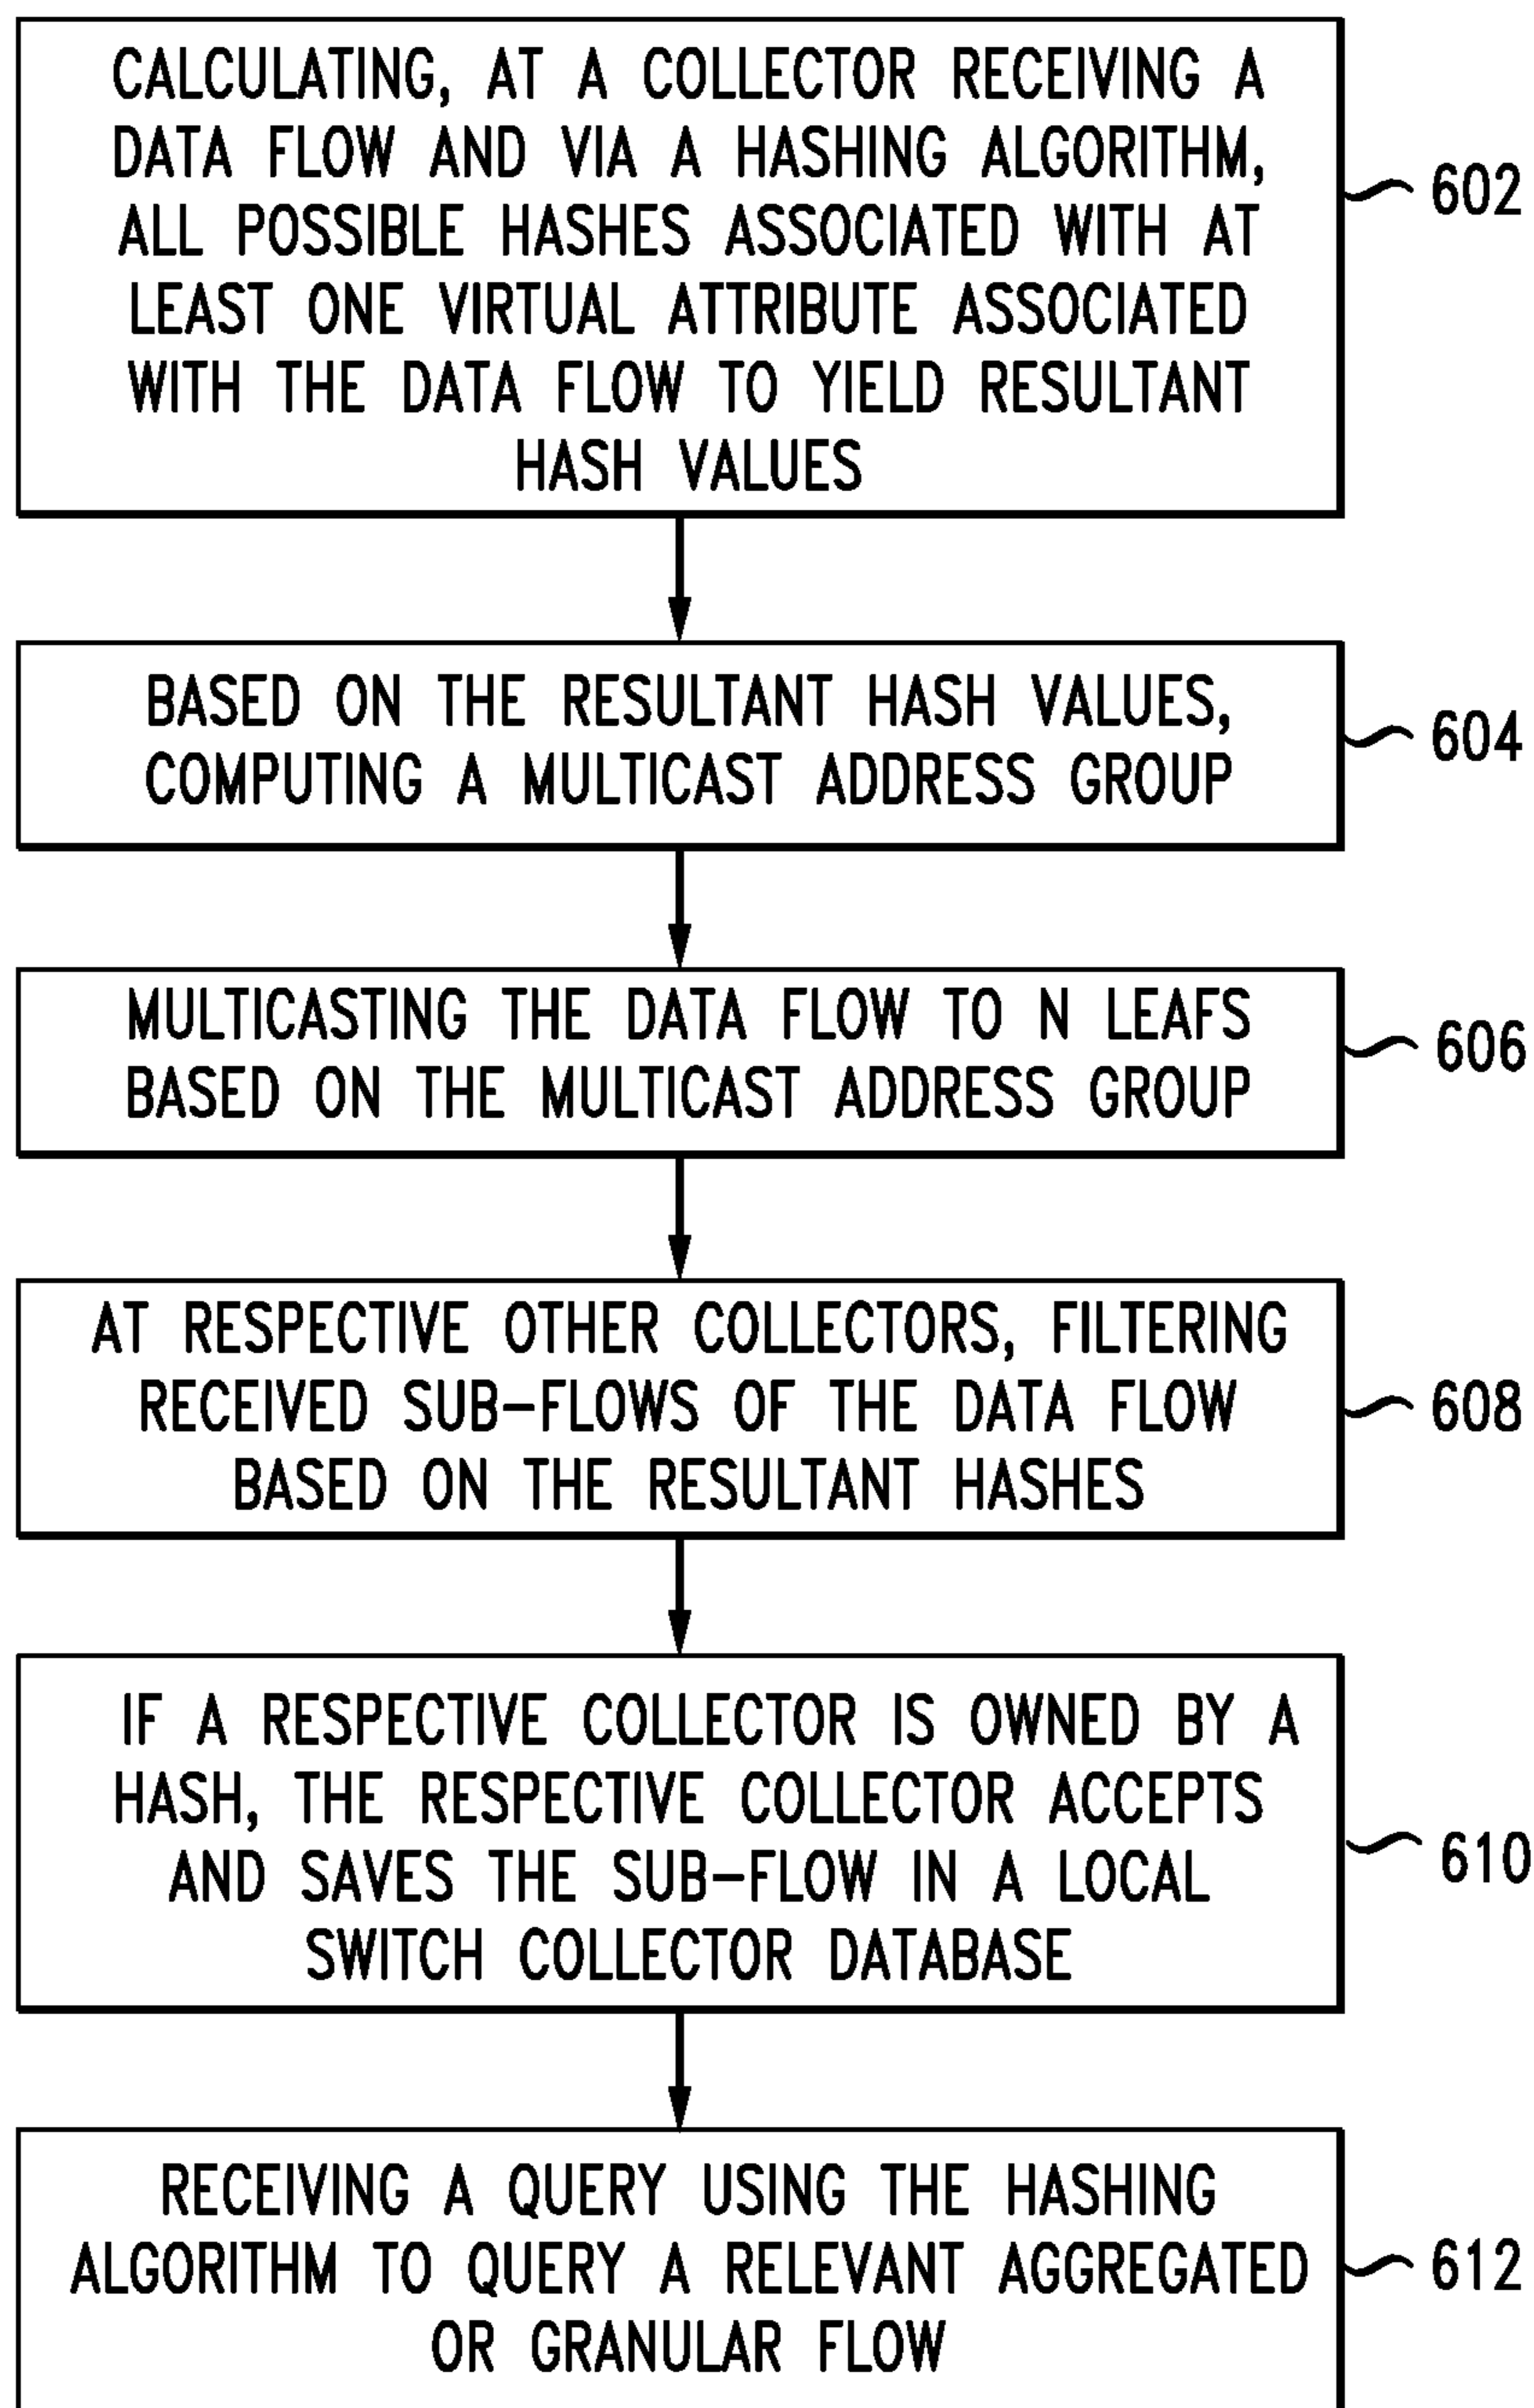 CALCULATING, AT A COLLECTOR RECEIVING A
DATA FLOW AND VIA A HASHING ALGORITHM,
ALL POSSIBLE HASHES ASSOCIATED WITH AT
LEAST ONE VIRTUAL ATTRIBUTE ASSOCIATED
WITH THE DATA FLOW TO YIELD RESULTANT
HASH VALUES
602
BASED ON THE RESULTANT HASH VALUES,
COMPUTING A MULTICAST ADDRESS GROUP
604
MULTICASTING THE DATA FLOW TO N LEAFS
BASED ON THE MULTICAST ADDRESS GROUP
606
AT RESPECTIVE OTHER COLLECTORS, FILTERING
RECEIVED SUB-FLOWS OF THE DATA FLOW
BASED ON THE RESULTANT HASHES
608
IF A RESPECTIVE COLLECTOR IS OWNED BY A
HASH, THE RESPECTIVE COLLECTOR ACCEPTS
AND SAVES THE SUB-FLOW IN A LOCAL
SWITCH COLLECTOR DATABASE
610
RECEIVING A QUERY USING THE HASHING
ALGORITHM TO QUERY A RELEVANT AGGREGATED
OR GRANULAR FLOW
612